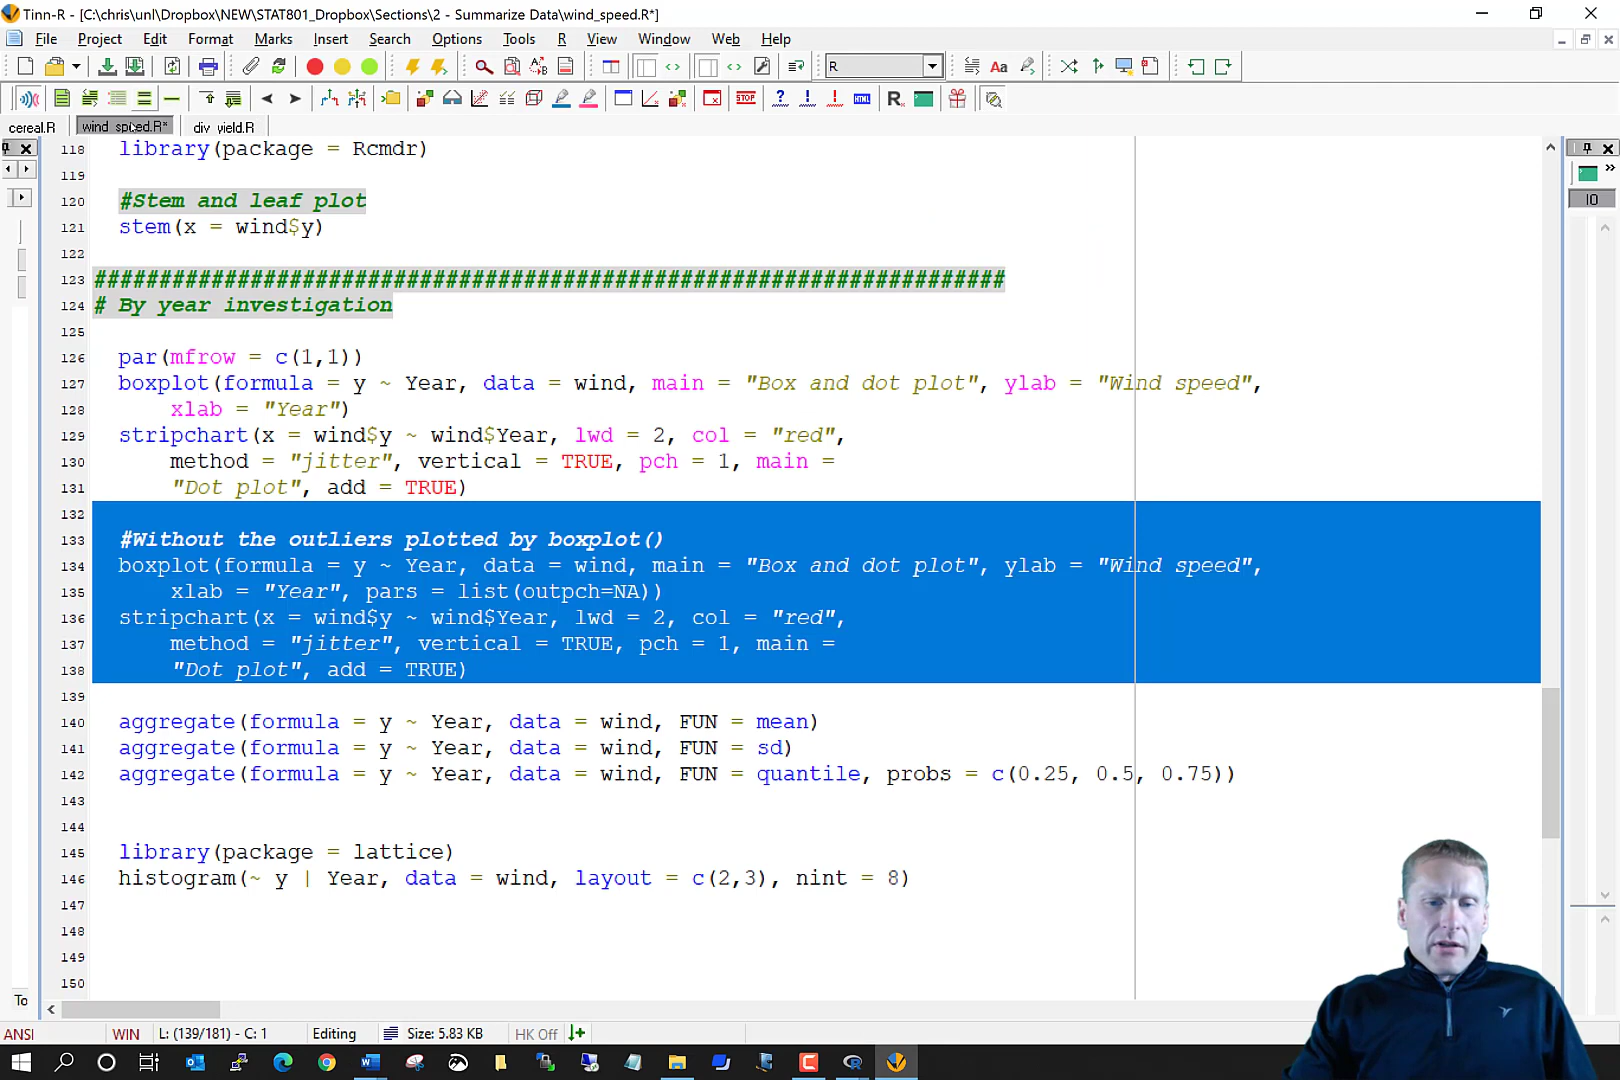 Tinn-R - [C:\chris\unl\Dropbox\NEW\STAT801_Dropbox\Sections\2 - Summarize Data\wind_speed.R*]
File Project Edit Format Marks Insert Search Options Tools R View Window Web Help
R
Aa
STOP ? ! ! HTML R
cereal.R wind_speed.R* div_yield.R
118 library(package = Rcmdr)
119
120 #Stem and leaf plot
121 stem(x = wind$y)
122
123 ######################################################################
124 # By year investigation
125
126 par(mfrow = c(1,1))
127 boxplot(formula = y ~ Year, data = wind, main = "Box and dot plot", ylab = "Wind speed",
128 xlab = "Year")
129 stripchart(x = wind$y ~ wind$Year, lwd = 2, col = "red",
130 method = "jitter", vertical = TRUE, pch = 1, main =
131 "Dot plot", add = TRUE)
132
133 #Without the outliers plotted by boxplot()
134 boxplot(formula = y ~ Year, data = wind, main = "Box and dot plot", ylab = "Wind speed",
135 xlab = "Year", pars = list(outpch=NA))
136 stripchart(x = wind$y ~ wind$Year, lwd = 2, col = "red",
137 method = "jitter", vertical = TRUE, pch = 1, main =
138 "Dot plot", add = TRUE)
139
140 aggregate(formula = y ~ Year, data = wind, FUN = mean)
141 aggregate(formula = y ~ Year, data = wind, FUN = sd)
142 aggregate(formula = y ~ Year, data = wind, FUN = quantile, probs = c(0.25, 0.5, 0.75))
143
144
145 library(package = lattice)
146 histogram(~ y | Year, data = wind, layout = c(2,3), nint = 8)
147
148
149
150
IO
To
ANSI WIN L: (139/181) - C: 1 Editing Size: 5.83 KB HK Off